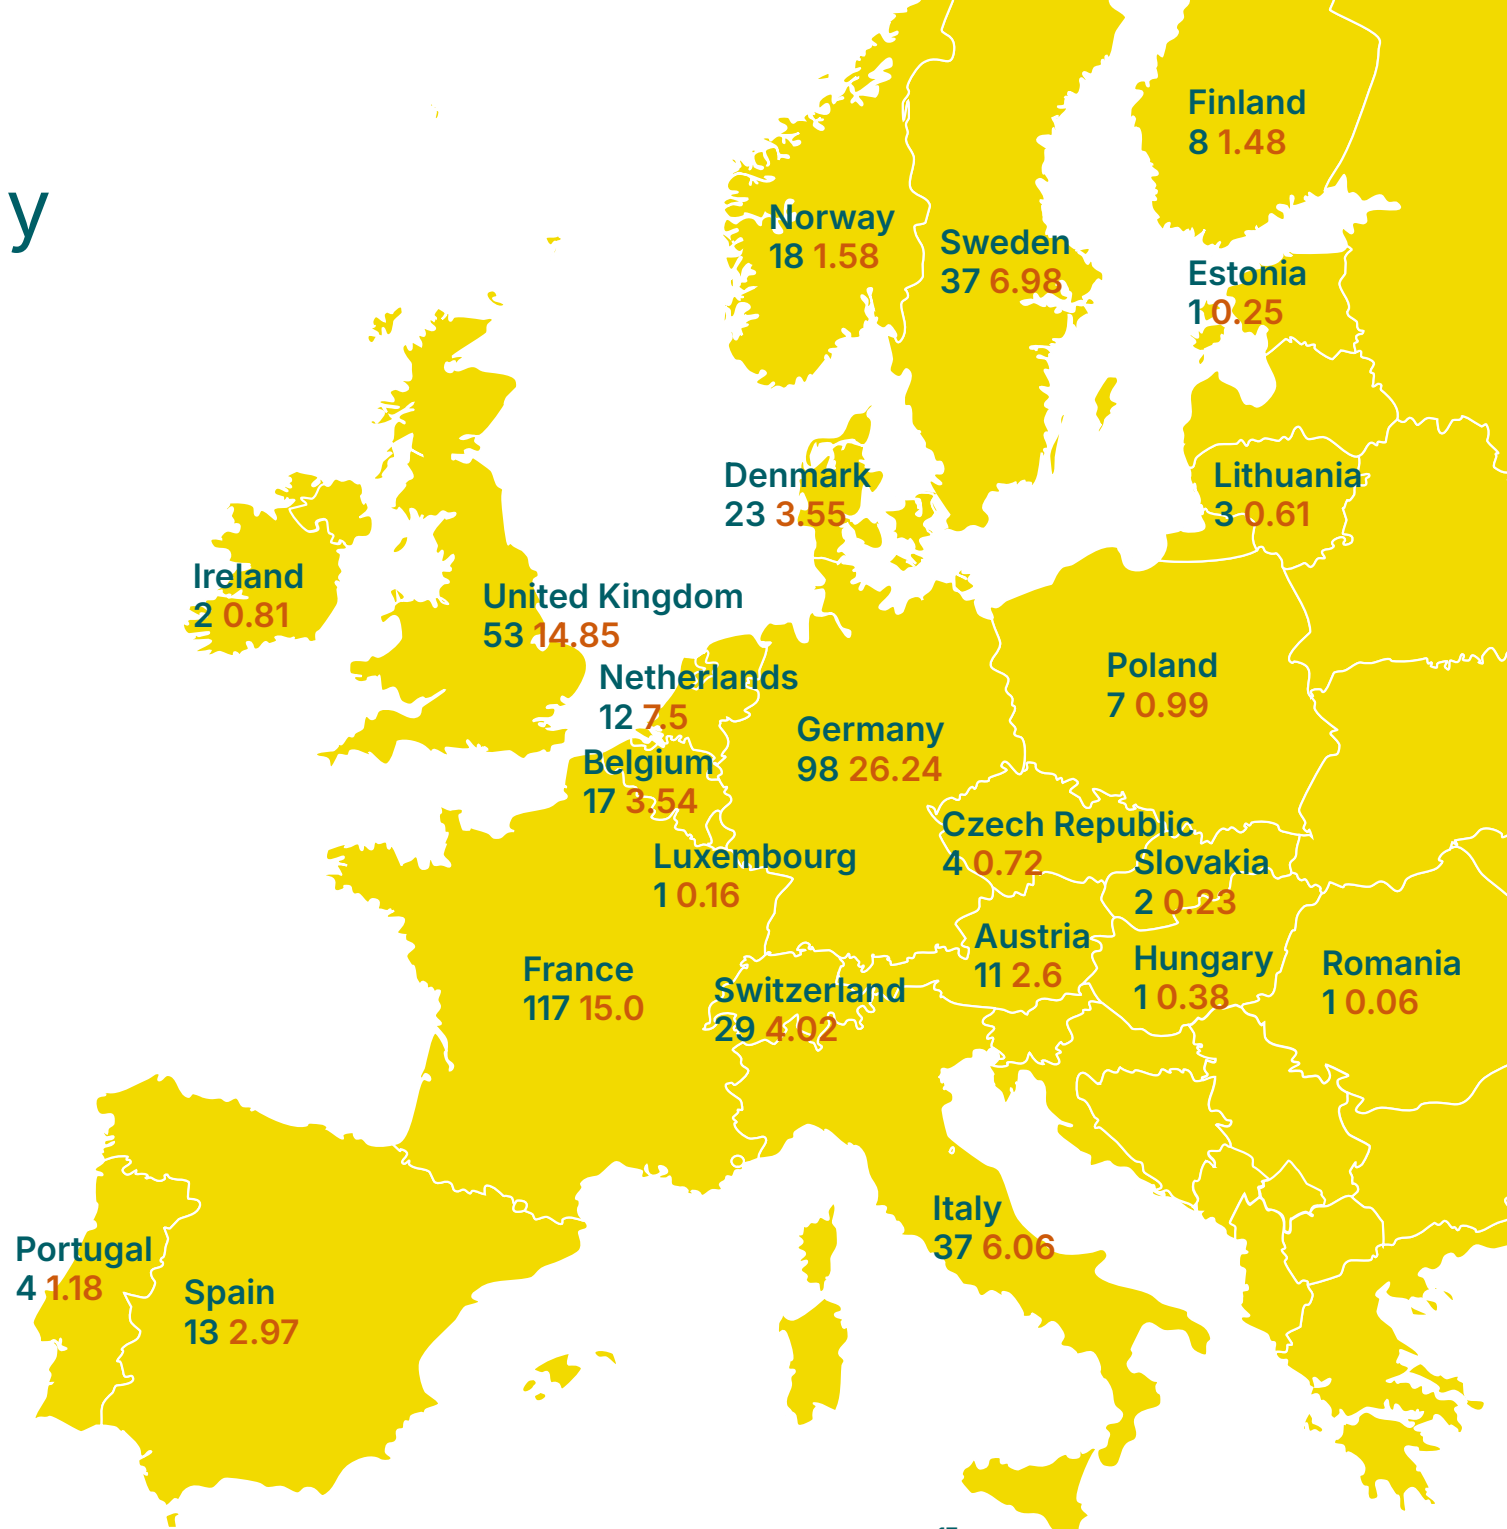 y
Finland
8 1.48
Norway
18 1.58
Sweden
37 6.98
Estonia
1 0.25
Denmark
23 3.55
Lithuania
3 0.61
Ireland
2 0.81
United Kingdom
53 14.85
Netherlands
12 7.5
Poland
7 0.99
Germany
98 26.24
Belgium
17 3.54
Czech Republic
4 0.72
Luxembourg
1 0.16
Slovakia
2 0.23
Austria
11 2.6
Hungary
1 0.38
Romania
1 0.06
France
117 15.0
Switzerland
29 4.02
Italy
37 6.06
Portugal
4 1.18
Spain
13 2.97